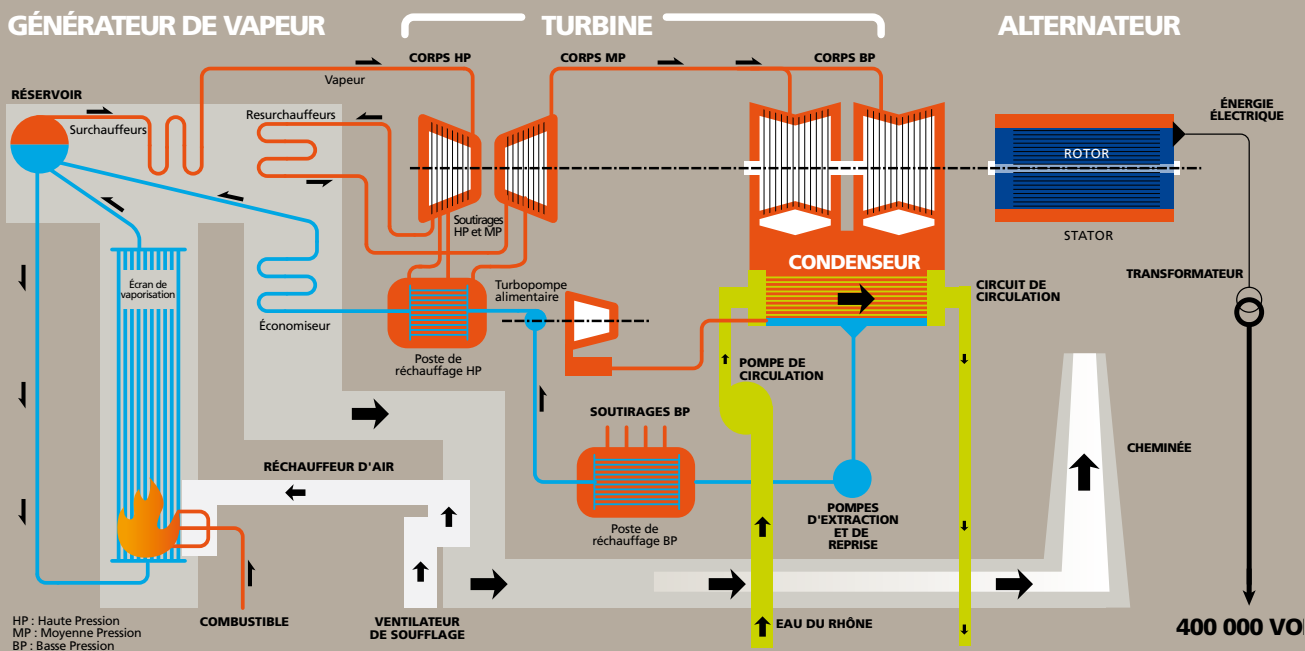 GÉNÉRATEUR DE VAPEUR
TURBINE
ALTERNATEUR
CORPS HP
CORPS MP
CORPS BP
Vapeur
RÉSERVOIR
Surchauffeurs
Resurchauffeurs
ÉNERGIE
ÉLECTRIQUE
ROTOR
STATOR
Soutirages
HP et MP
CONDENSEUR
Écran de
vaporisation
Économiseur
Turbopompe
alimentaire
CIRCUIT DE
CIRCULATION
TRANSFORMATEUR
Poste de
réchauffage HP
POMPE DE
CIRCULATION
SOUTIRAGES BP
RÉCHAUFFEUR D'AIR
CHEMINÉE
Poste de
réchauffage BP
POMPES
D'EXTRACTION
ET DE
REPRISE
HP : Haute Pression
MP : Moyenne Pression
BP : Basse Pression
COMBUSTIBLE
VENTILATEUR
DE SOUFFLAGE
EAU DU RHÔNE
400 000